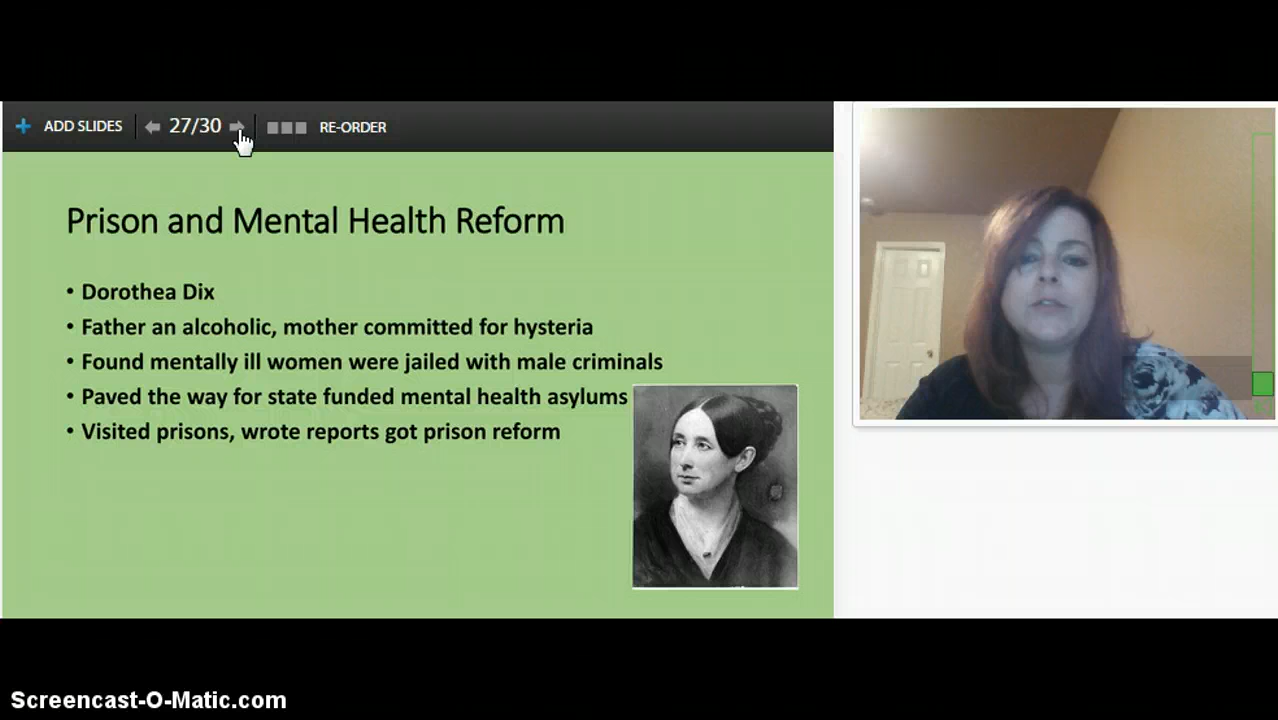 ADD SLIDES 27/30 RE-ORDER
Prison and Mental Health Reform
• Dorothea Dix
• Father an alcoholic, mother committed for hysteria
• Found mentally ill women were jailed with male criminals
• Paved the way for state funded mental health asylums
• Visited prisons, wrote reports got prison reform
Screencast-O-Matic.com